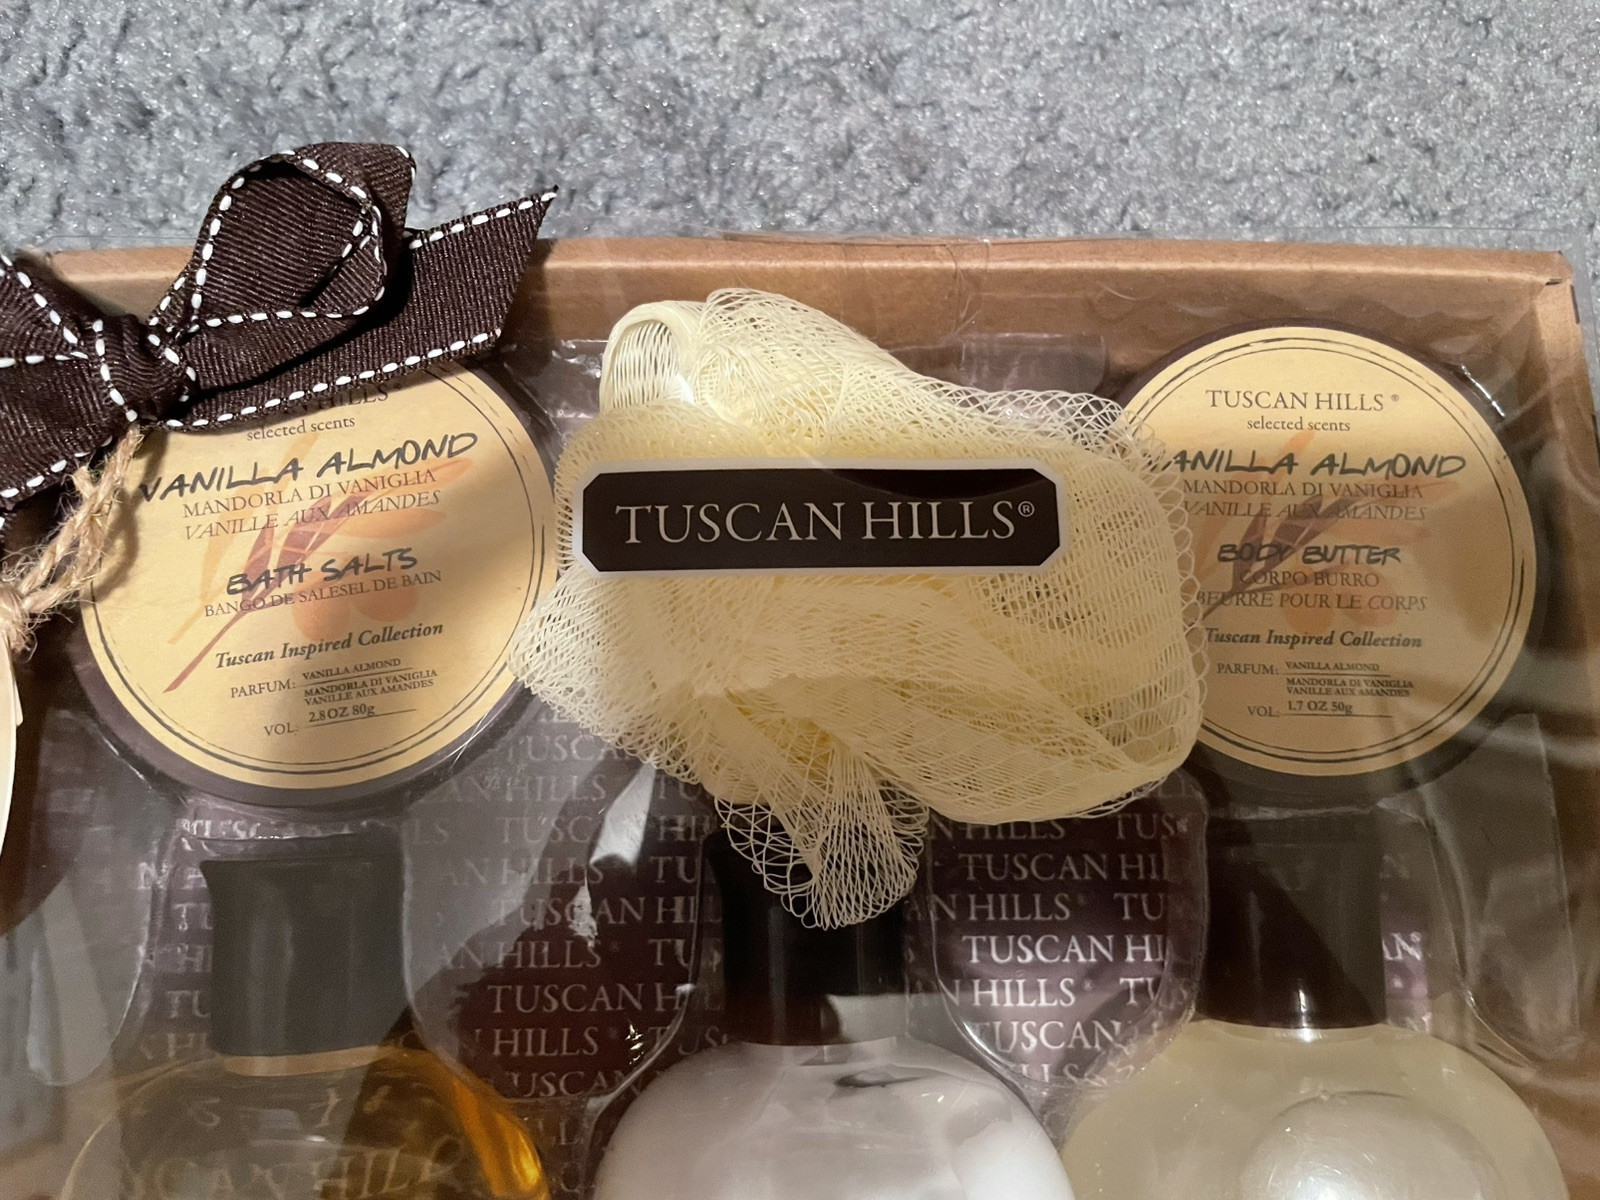 selected scents
VANILLA ALMOND
MANDORLA DI VANIGLIA
VANILLE AUX AMANDES
BATH SALTS
BANGO DE SALESEL DE BAIN
Tuscan Inspired Collection
PARFUM: VANILLA ALMOND
MANDORLA DI VANIGLIA
VANILLE AUX AMANDES
VOL: 2.8 OZ 80g
TUSCAN HILLS®
TUSCAN HILLS®
selected scents
VANILLA ALMOND
MANDORLA DI VANIGLIA
VANILLE AUX AMANDES
BODY BUTTER
CORPO BURRO
BEURRE POUR LE CORPS
Tuscan Inspired Collection
PARFUM: VANILLA ALMOND
MANDORLA DI VANIGLIA
VANILLE AUX AMANDES
VOL: 1.7 OZ 50g
HILLS
TUSCAN
HILLS
TUSCAN
HILLS
TUSCAN
HILLS
TUSCAN
HILLS®
TUSCAN